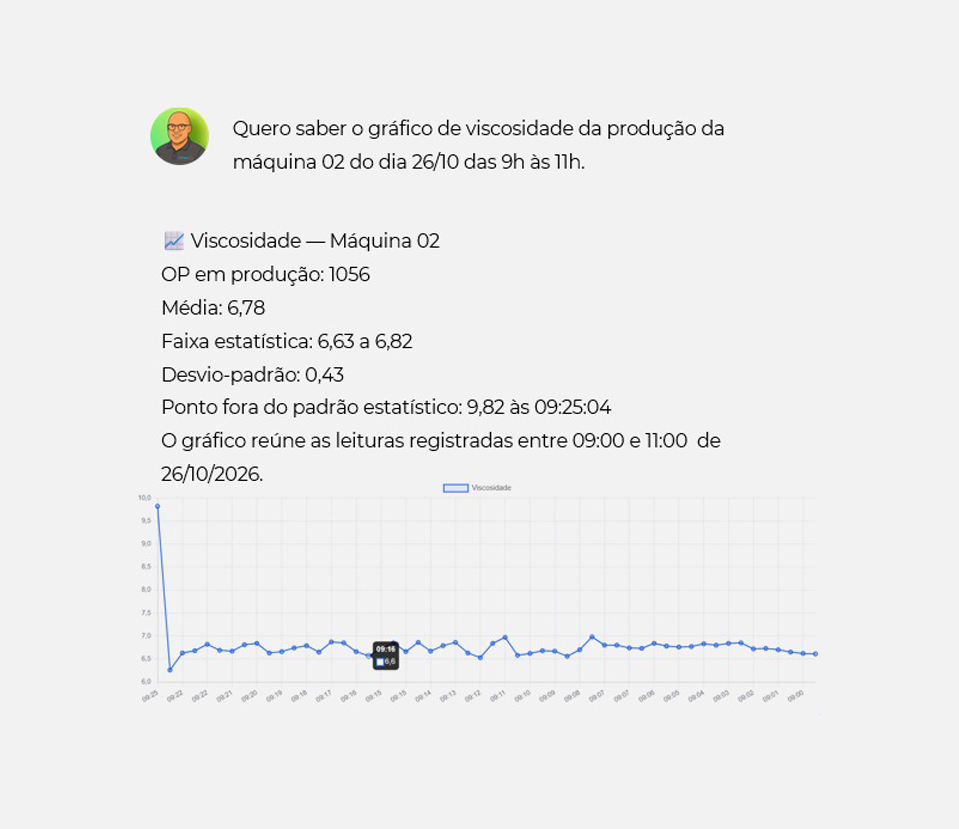 Quero saber o gráfico de viscosidade da produção da
máquina 02 do dia 26/10 das 9h às 11h.
📈 Viscosidade — Máquina 02
OP em produção: 1056
Média: 6,78
Faixa estatística: 6,63 a 6,82
Desvio-padrão: 0,43
Ponto fora do padrão estatístico: 9,82 às 09:25:04
O gráfico reúne as leituras registradas entre 09:00 e 11:00 de
26/10/2026.
Viscosidade
10,0
9,5
9,0
8,5
8,0
7,5
7,0
6,5
6,0
09:16
6,6
09:25 09:22 09:22 09:21 09:20 09:19 09:18 09:17 09:16 09:15 09:15 09:14 09:13 09:12 09:11 09:10 09:09 09:08 09:07 09:07 09:06 09:05 09:04 09:03 09:02 09:01 09:00